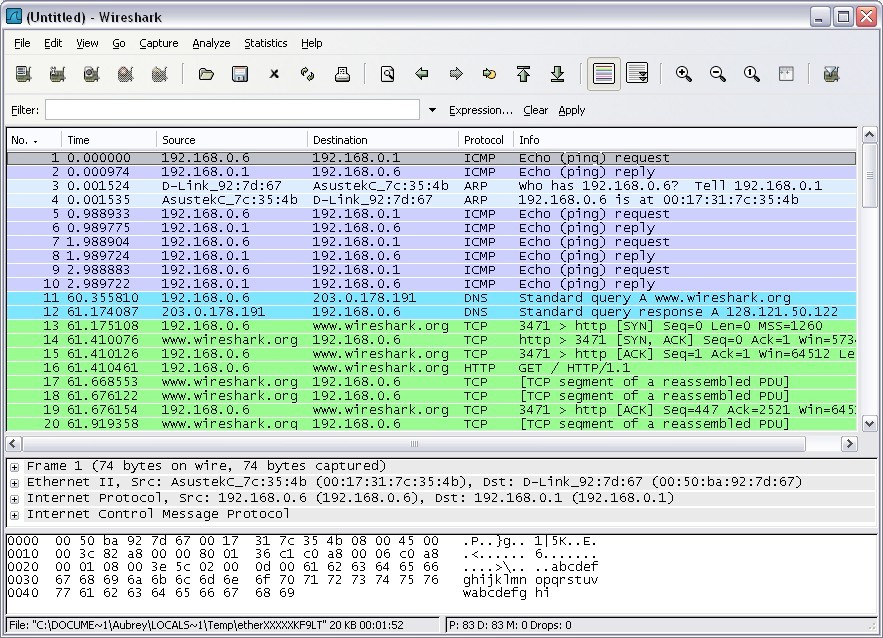 (Untitled) - Wireshark
File Edit View Go Capture Analyze Statistics Help
Filter: Expression... Clear Apply
No. . Time Source Destination Protocol Info
1 0.000000 192.168.0.6 192.168.0.1 ICMP Echo (ping) request
2 0.000974 192.168.0.1 192.168.0.6 ICMP Echo (ping) reply
3 0.001524 D-Link_92:7d:67 AsustekC_7c:35:4b ARP Who has 192.168.0.6? Tell 192.168.0.1
4 0.001535 AsustekC_7c:35:4b D-Link_92:7d:67 ARP 192.168.0.6 is at 00:17:31:7c:35:4b
5 0.988933 192.168.0.6 192.168.0.1 ICMP Echo (ping) request
6 0.989775 192.168.0.1 192.168.0.6 ICMP Echo (ping) reply
7 1.988904 192.168.0.6 192.168.0.1 ICMP Echo (ping) request
8 1.989724 192.168.0.1 192.168.0.6 ICMP Echo (ping) reply
9 2.988883 192.168.0.6 192.168.0.1 ICMP Echo (ping) request
10 2.989722 192.168.0.1 192.168.0.6 ICMP Echo (ping) reply
11 60.355810 192.168.0.6 203.0.178.191 DNS Standard query A www.wireshark.org
12 61.174087 203.0.178.191 192.168.0.6 DNS Standard query response A 128.121.50.122
13 61.175108 192.168.0.6 www.wireshark.org TCP 3471 > http [SYN] Seq=0 Len=0 MSS=1260
14 61.410076 www.wireshark.org 192.168.0.6 TCP http > 3471 [SYN, ACK] Seq=0 Ack=1 Win=573
15 61.410126 192.168.0.6 www.wireshark.org TCP 3471 > http [ACK] Seq=1 Ack=1 Win=64512 Le
16 61.410461 192.168.0.6 www.wireshark.org HTTP GET / HTTP/1.1
17 61.668553 www.wireshark.org 192.168.0.6 TCP [TCP segment of a reassembled PDU]
18 61.676122 www.wireshark.org 192.168.0.6 TCP [TCP segment of a reassembled PDU]
19 61.676154 192.168.0.6 www.wireshark.org TCP 3471 > http [ACK] Seq=447 Ack=2521 Win=645
20 61.919358 www.wireshark.org 192.168.0.6 TCP [TCP segment of a reassembled PDU]
Frame 1 (74 bytes on wire, 74 bytes captured)
Ethernet II, Src: AsustekC_7c:35:4b (00:17:31:7c:35:4b), Dst: D-Link_92:7d:67 (00:50:ba:92:7d:67)
Internet Protocol, Src: 192.168.0.6 (192.168.0.6), Dst: 192.168.0.1 (192.168.0.1)
Internet Control Message Protocol
0000 00 50 ba 92 7d 67 00 17 31 7c 35 4b 08 00 45 00 .P..}g.. 1|5K..E.
0010 00 3c 82 a8 00 00 80 01 36 c1 c0 a8 00 06 c0 a8 .<...... 6.......
0020 00 01 08 00 3e 5c 02 00 0d 00 61 62 63 64 65 66 ....>\.. ..abcdef
0030 67 68 69 6a 6b 6c 6d 6e 6f 70 71 72 73 74 75 76 ghijklmn opqrstuv
0040 77 61 62 63 64 65 66 67 68 69 wabcdefg hi
File: "C:\DOCUME~1\Aubrey\LOCALS~1\Temp\etherXXXXXKF9LT" 20 KB 00:01:52 P: 83 D: 83 M: 0 Drops: 0